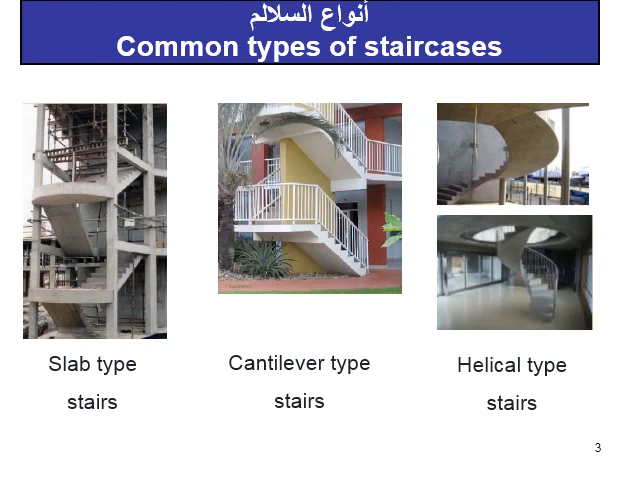 أنواع السلالم
Common types of staircases
Slab type
stairs
Cantilever type
stairs
Helical type
stairs
3